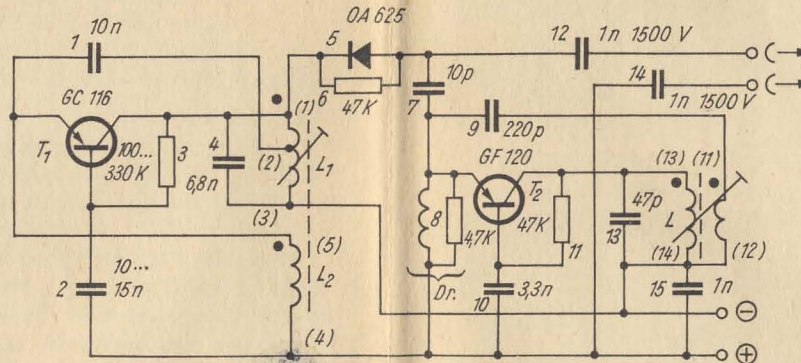 OA 625
10n
1
5
12
1n 1500 V
14
10p
1n 1500 V
6
47K
7
GC 116
(1)
9
220p
T1
100...
330K
3
4
(2)
L1
GF 120
(13)
(11)
6,8n
T2
8
4,7K
47K
47p
L
(3)
11
13
(14)
(12)
(5)
10...
2
15n
L2
Dr.
10
3,3n
15
1n
⊖
(4)
⊕